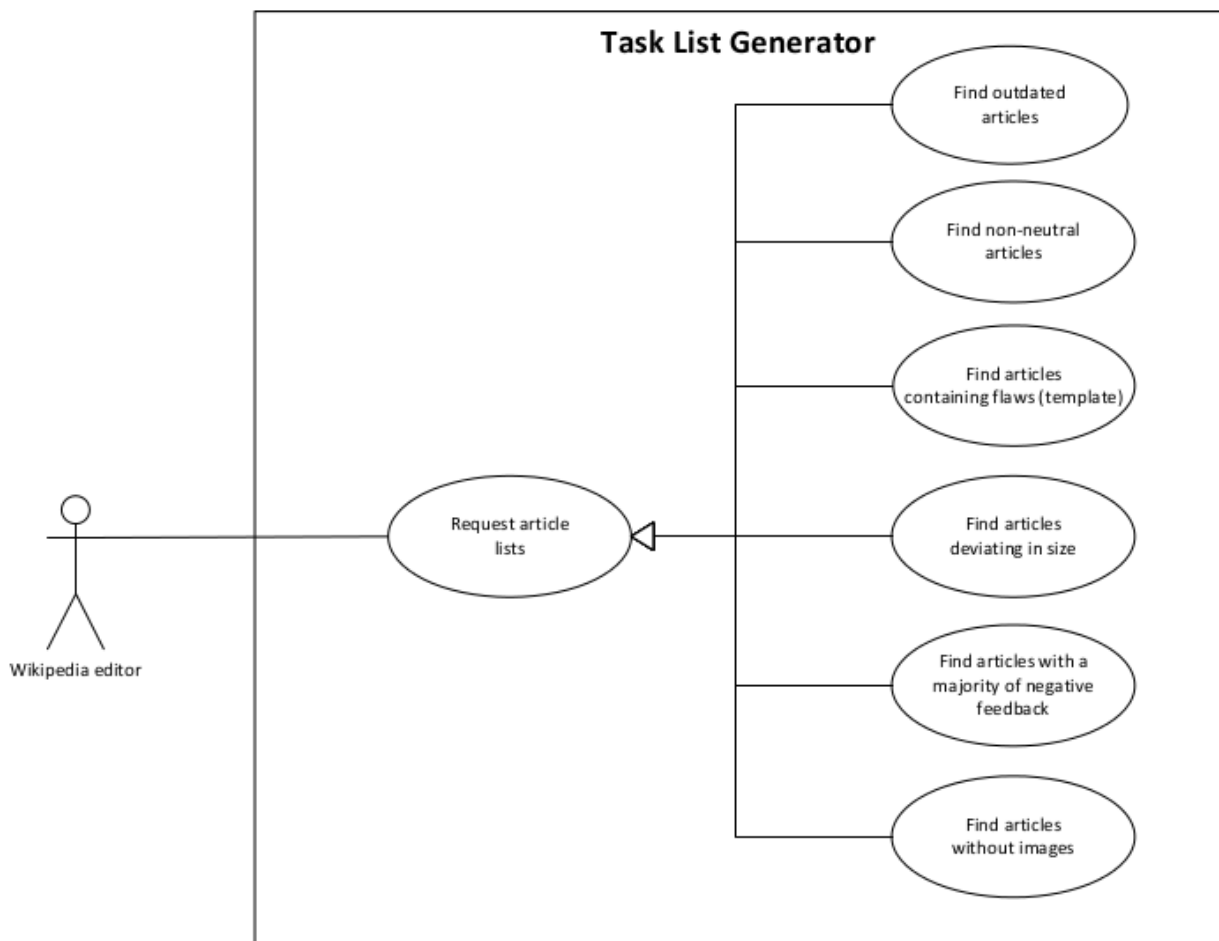 Task List Generator
Find outdated
articles
Find non-neutral
articles
Find articles
containing flaws (template)
Request article
lists
Find articles
deviating in size
Wikipedia editor
Find articles with a
majority of negative
feedback
Find articles
without images